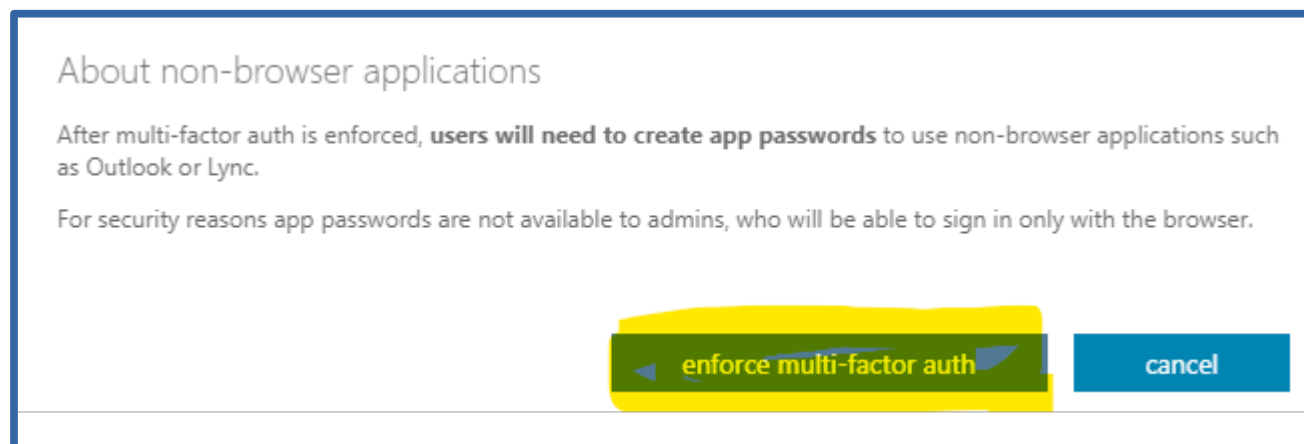 About non-browser applications
After multi-factor auth is enforced, users will need to create app passwords to use non-browser applications such
as Outlook or Lync.
For security reasons app passwords are not available to admins, who will be able to sign in only with the browser.
enforce multi-factor auth
cancel